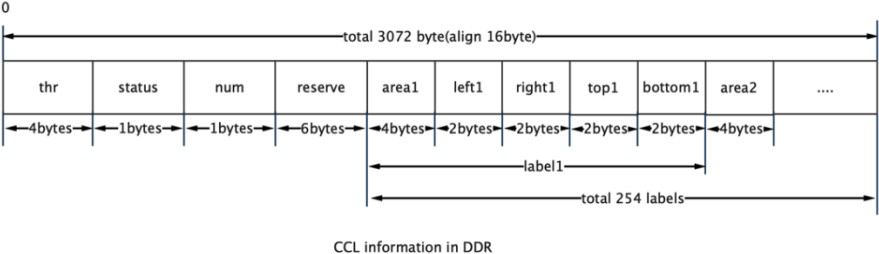 0
total 3072 byte(align 16byte)
thr status num reserve area1 left1 right1 top1 bottom1 area2 ....
4bytes 1bytes 1bytes 6bytes 4bytes 2bytes 2bytes 2bytes 2bytes 4bytes
label1
total 254 labels
CCL information in DDR